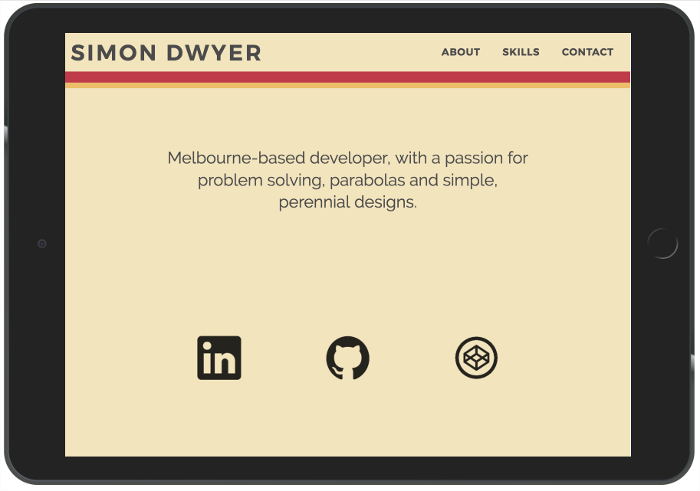 SIMON DWYER
ABOUT SKILLS CONTACT
Melbourne-based developer, with a passion for
problem solving, parabolas and simple,
perennial designs.
in